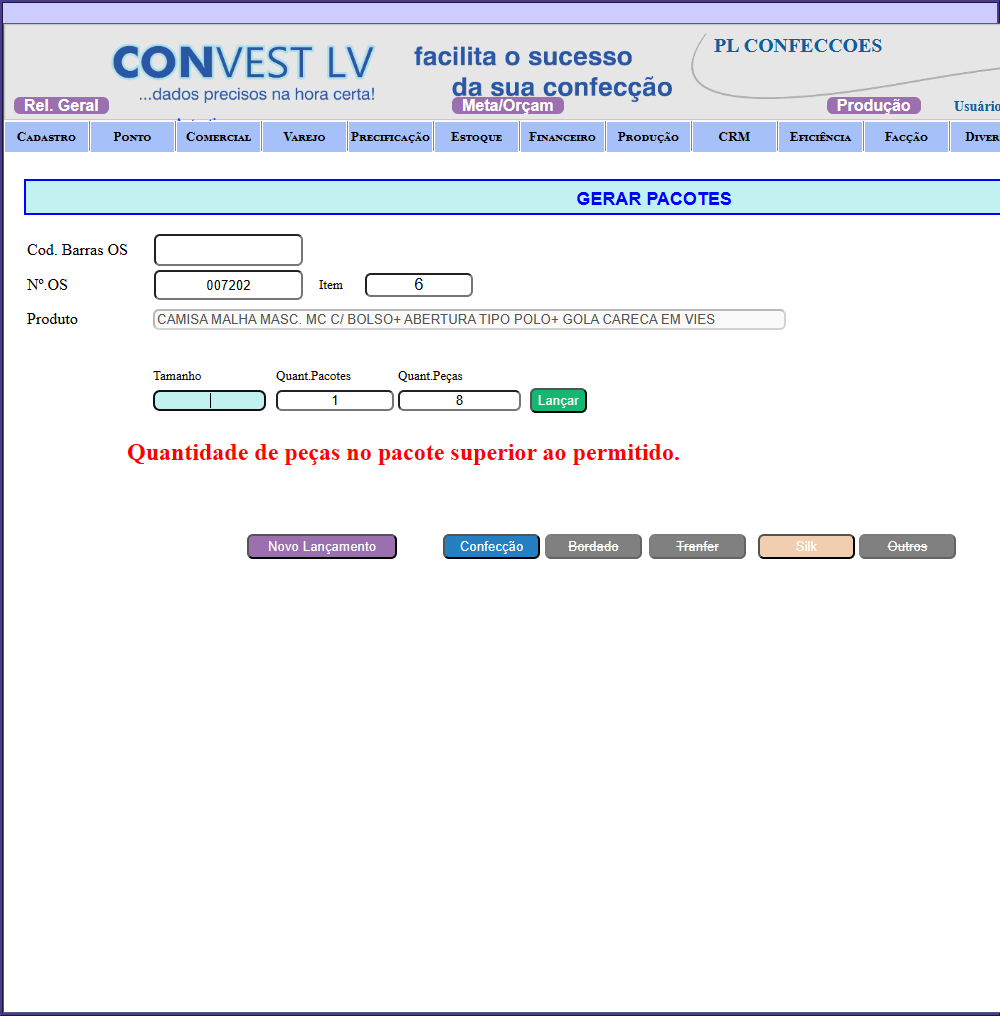 CONVEST LV
...dados precisos na hora certa!
facilita o sucesso
da sua confecção
PL CONFECCOES
Rel. Geral Meta/Orçam Produção Usuário
Cadastro Ponto Comercial Varejo Precificação Estoque Financeiro Produção CRM Eficiência Facção Diver
GERAR PACOTES
Cod. Barras OS
Nº.OS 007202 Item 6
Produto CAMISA MALHA MASC. MC C/ BOLSO+ ABERTURA TIPO POLO+ GOLA CARECA EM VIES
Tamanho Quant.Pacotes Quant.Peças
1 8 Lançar
Quantidade de peças no pacote superior ao permitido.
Novo Lançamento Confecção Bordado Tranfer Silk Outros